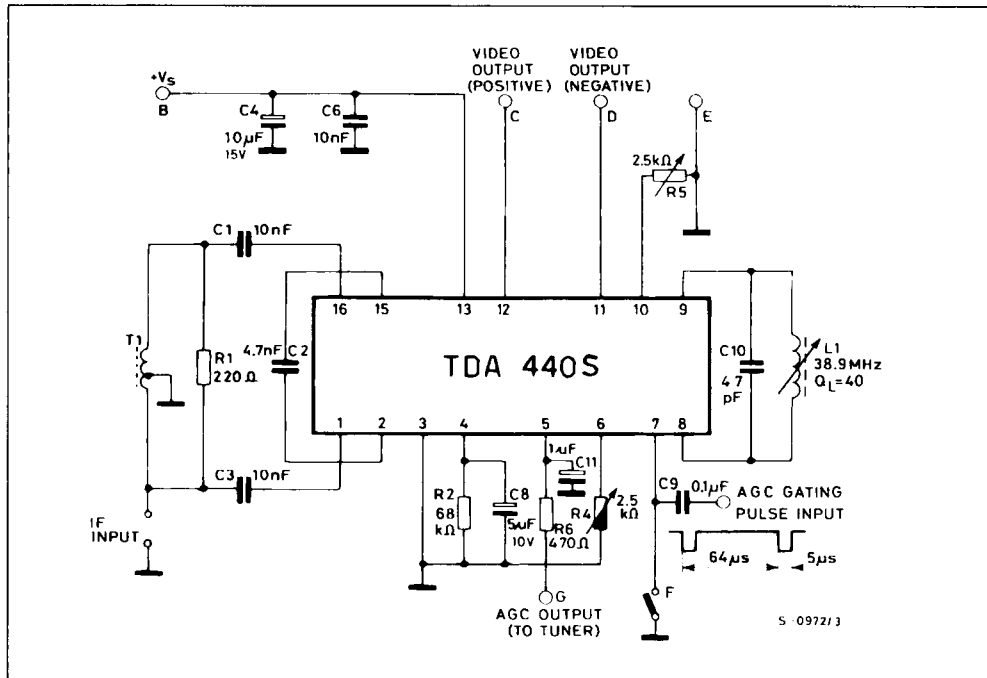 VIDEO
OUTPUT
(POSITIVE)
C
VIDEO
OUTPUT
(NEGATIVE)
D
E
+Vs
B
C4
10µF
15V
C6
10nF
2.5kΩ
R5
C1 10nF
16 15 13 12 11 10 9
T1
R1
220Ω
4.7nF C2
TDA 440S
C10
47
pF
L1
38.9MHz
QL=40
1 2 3 4 5 6 7 8
C3 10nF
IF
INPUT
R2
68
kΩ
C8
5µF
10V
1µF
C11
R6
470Ω
R4
2.5
kΩ
C9 0.1µF
AGC GATING
PULSE INPUT
64µs 5µs
F
G
AGC OUTPUT
(TO TUNER)
S-0972/3